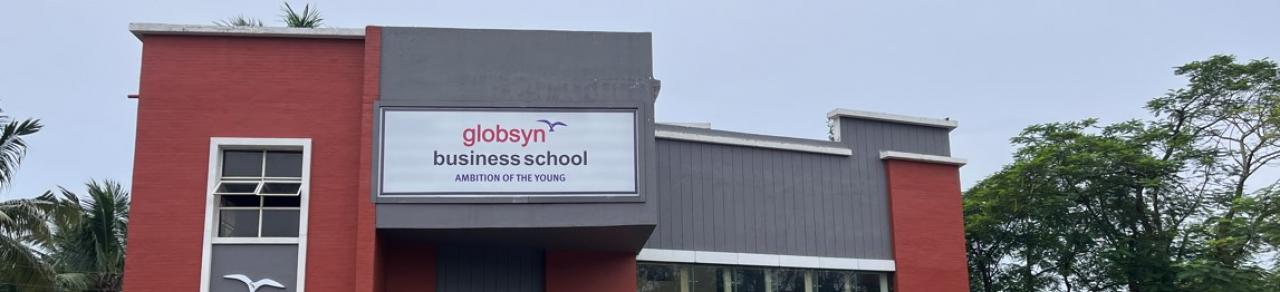 globsyn
business school
AMBITION OF THE YOUNG